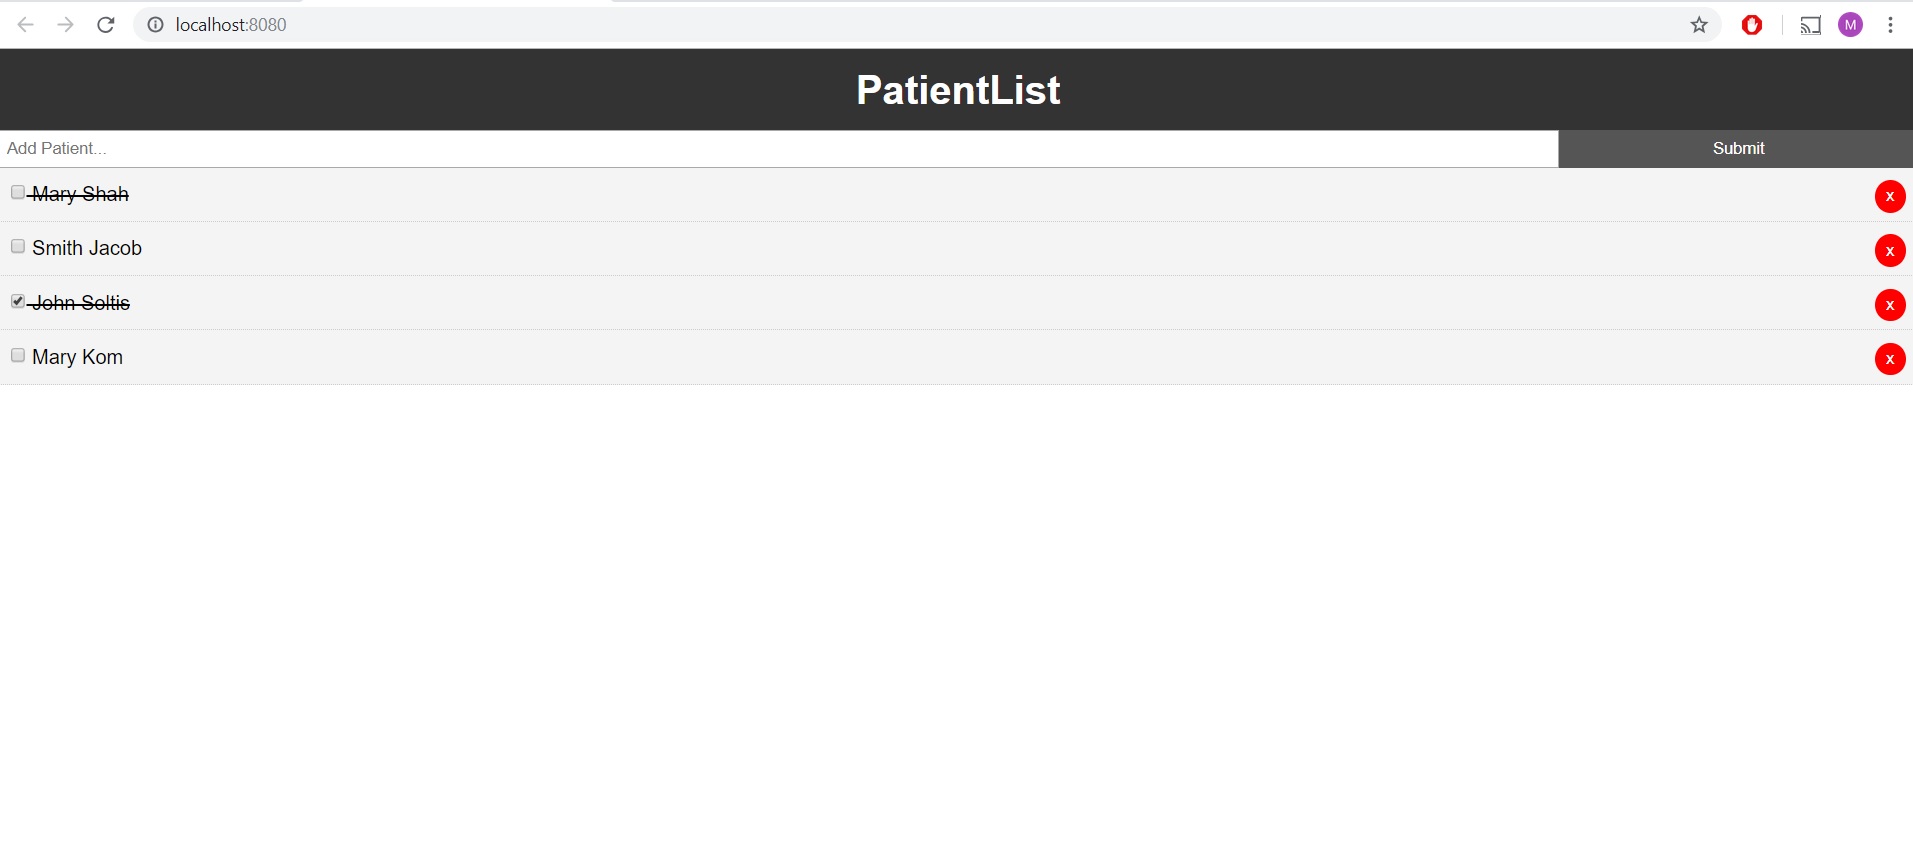 localhost:8080
M
PatientList
Add Patient...
Submit
Mary Shah
x
Smith Jacob
x
John Soltis
x
Mary Kom
x